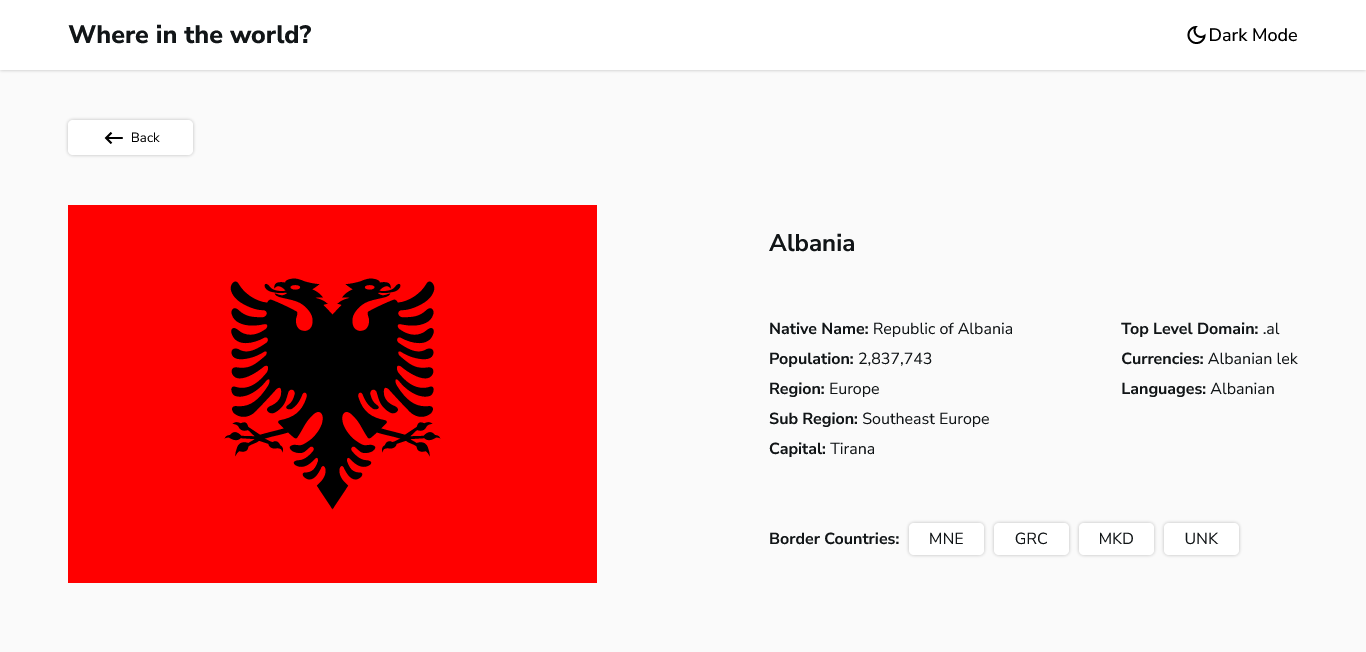 Where in the world?
Dark Mode
Back
Albania
Native Name: Republic of Albania
Population: 2,837,743
Region: Europe
Sub Region: Southeast Europe
Capital: Tirana
Top Level Domain: .al
Currencies: Albanian lek
Languages: Albanian
Border Countries: MNE GRC MKD UNK